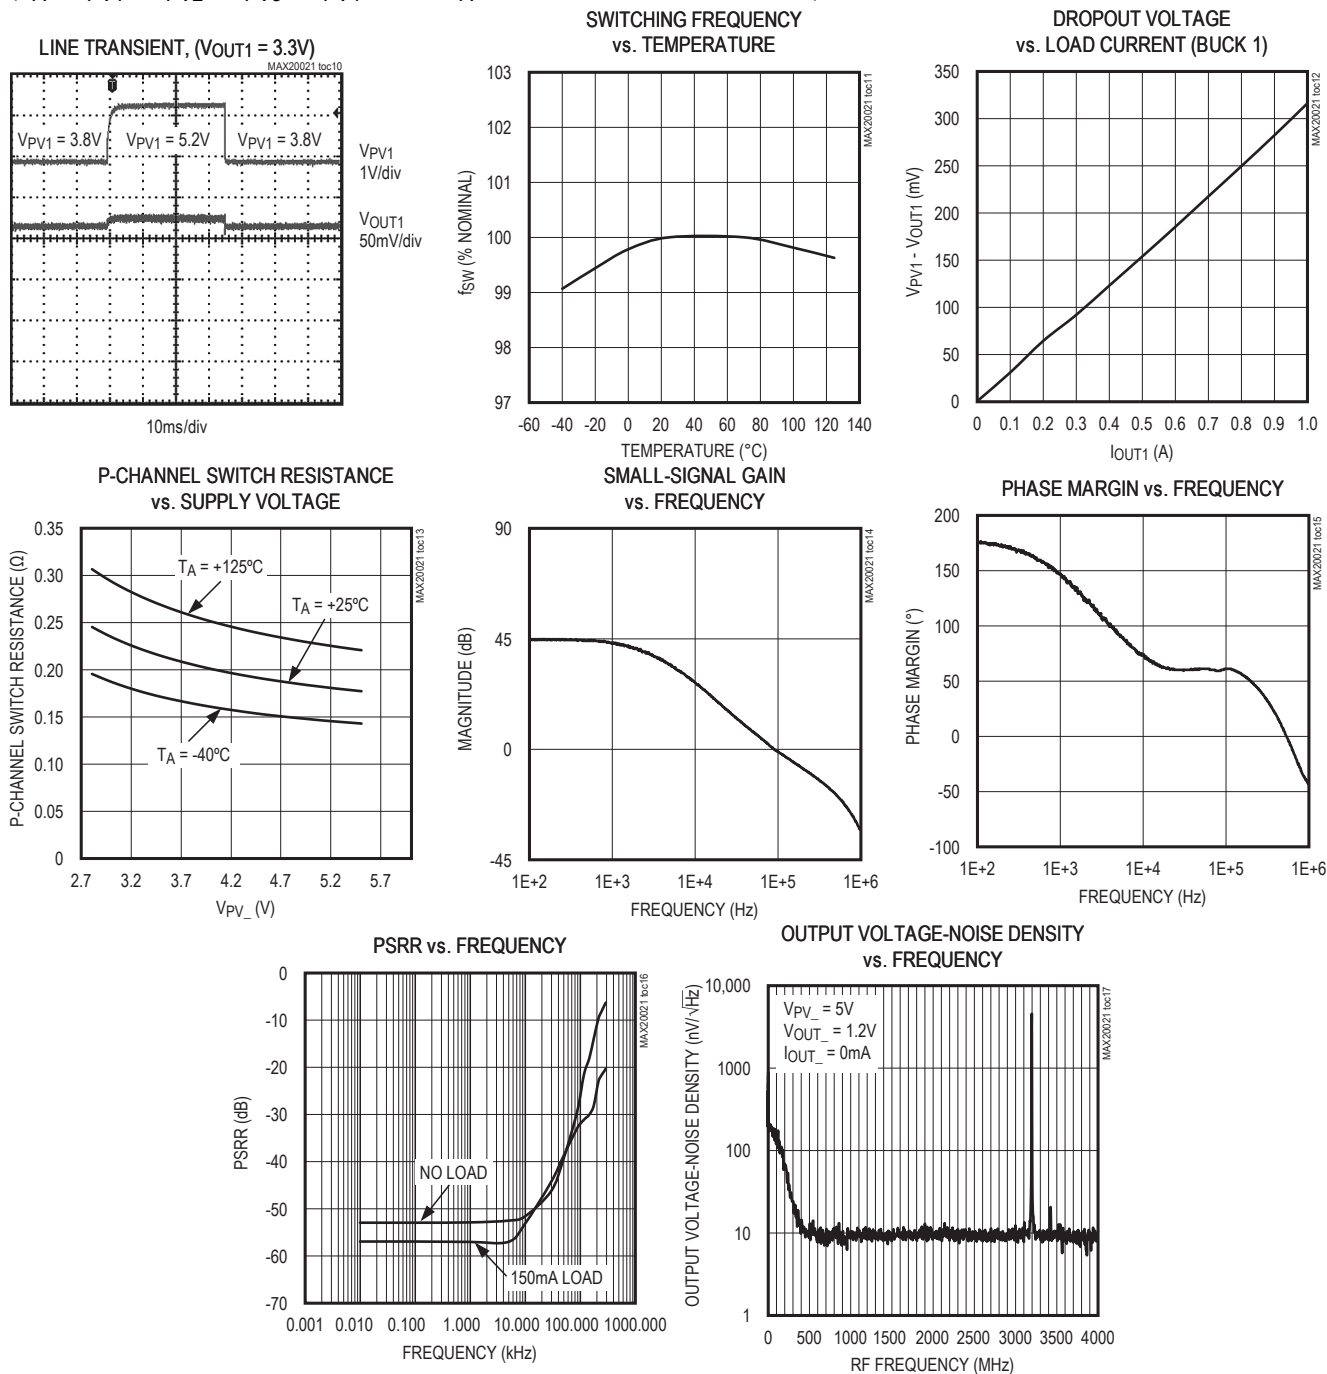 LINE TRANSIENT, (VOUT1 = 3.3V)
MAX20021 toc10
VPV1 = 3.8V
VPV1 = 5.2V
VPV1 = 3.8V
VPV1
1V/div
VOUT1
50mV/div
10ms/div
SWITCHING FREQUENCY
vs. TEMPERATURE
MAX20021 toc11
fSW (% NOMINAL)
103
102
101
100
99
98
97
-60 -40 -20 0 20 40 60 80 100 120 140
TEMPERATURE (°C)
DROPOUT VOLTAGE
vs. LOAD CURRENT (BUCK 1)
MAX20021 toc12
VPV1 - VOUT1 (mV)
350
300
250
200
150
100
50
0
0 0.1 0.2 0.3 0.4 0.5 0.6 0.7 0.8 0.9 1.0
IOUT1 (A)
P-CHANNEL SWITCH RESISTANCE
vs. SUPPLY VOLTAGE
MAX20021 toc13
P-CHANNEL SWITCH RESISTANCE (Ω)
0.35
0.30
0.25
0.20
0.15
0.10
0.05
0
TA = +125ºC
TA = +25ºC
TA = -40ºC
2.7 3.2 3.7 4.2 4.7 5.2 5.7
VPV_ (V)
SMALL-SIGNAL GAIN
vs. FREQUENCY
MAX20021 toc14
MAGNITUDE (dB)
90
45
0
-45
1E+2 1E+3 1E+4 1E+5 1E+6
FREQUENCY (Hz)
PHASE MARGIN vs. FREQUENCY
MAX20021 toc15
PHASE MARGIN (°)
200
150
100
50
0
-50
-100
1E+2 1E+3 1E+4 1E+5 1E+6
FREQUENCY (Hz)
PSRR vs. FREQUENCY
MAX20021 toc16
PSRR (dB)
0
-10
-20
-30
-40
-50
-60
-70
NO LOAD
150mA LOAD
0.001 0.010 0.100 1.000 10.000 100.000 1000.000
FREQUENCY (kHz)
OUTPUT VOLTAGE-NOISE DENSITY
vs. FREQUENCY
MAX20021 toc17
OUTPUT VOLTAGE-NOISE DENSITY (nV/√Hz)
10,000
1000
100
10
1
VPV_ = 5V
VOUT_ = 1.2V
IOUT_ = 0mA
0 500 1000 1500 2000 2500 3000 3500 4000
RF FREQUENCY (MHz)